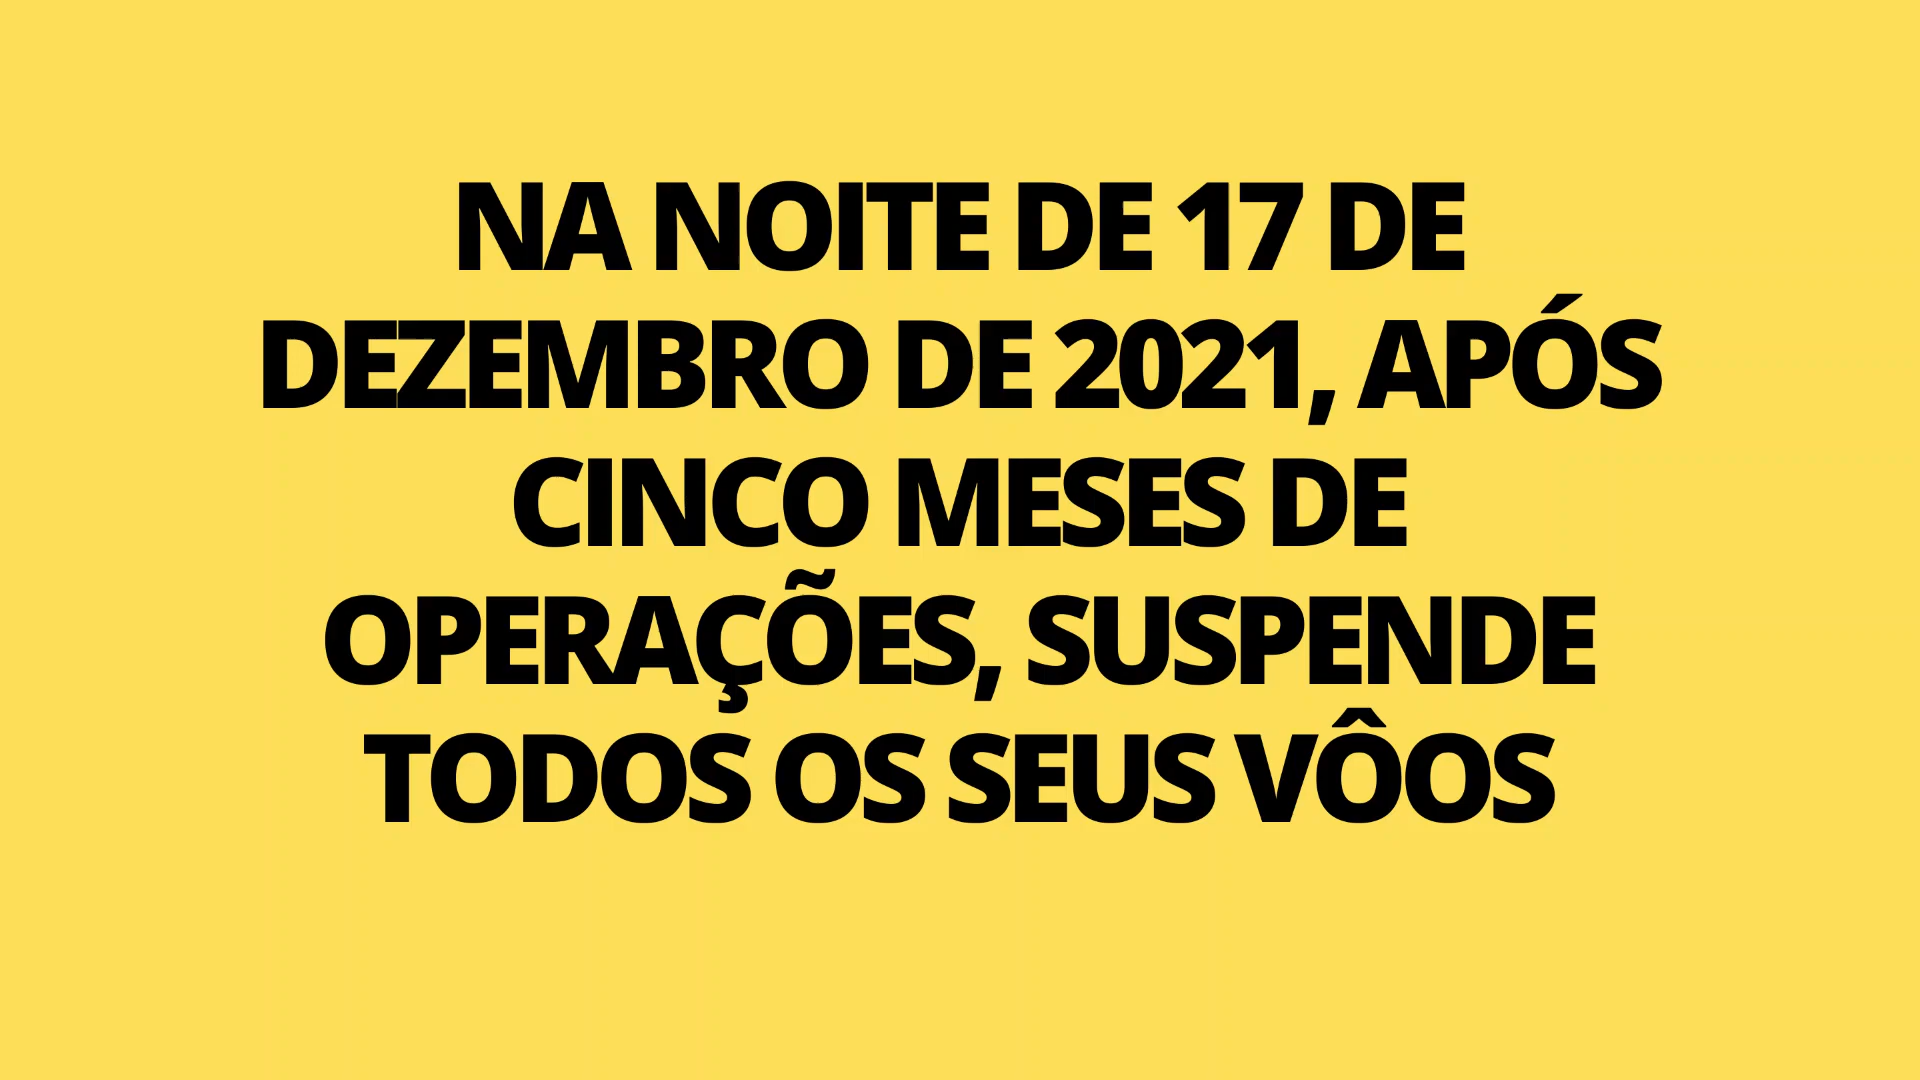 NA NOITE DE 17 DE
DEZEMBRO DE 2021, APÓS
CINCO MESES DE
OPERAÇÕES, SUSPENDE
TODOS OS SEUS VÔOS